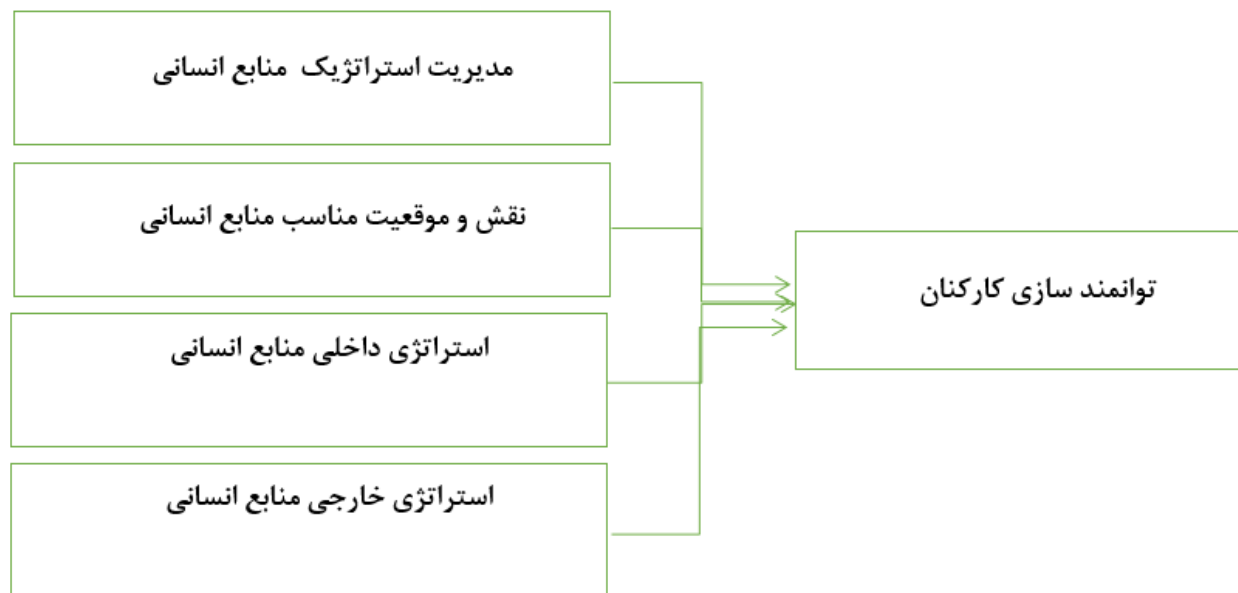 مدیریت استراتژیک منابع انسانی
نقش و موقعیت مناسب منابع انسانی
استراتژی داخلی منابع انسانی
استراتژی خارجی منابع انسانی
توانمند سازی کارکنان